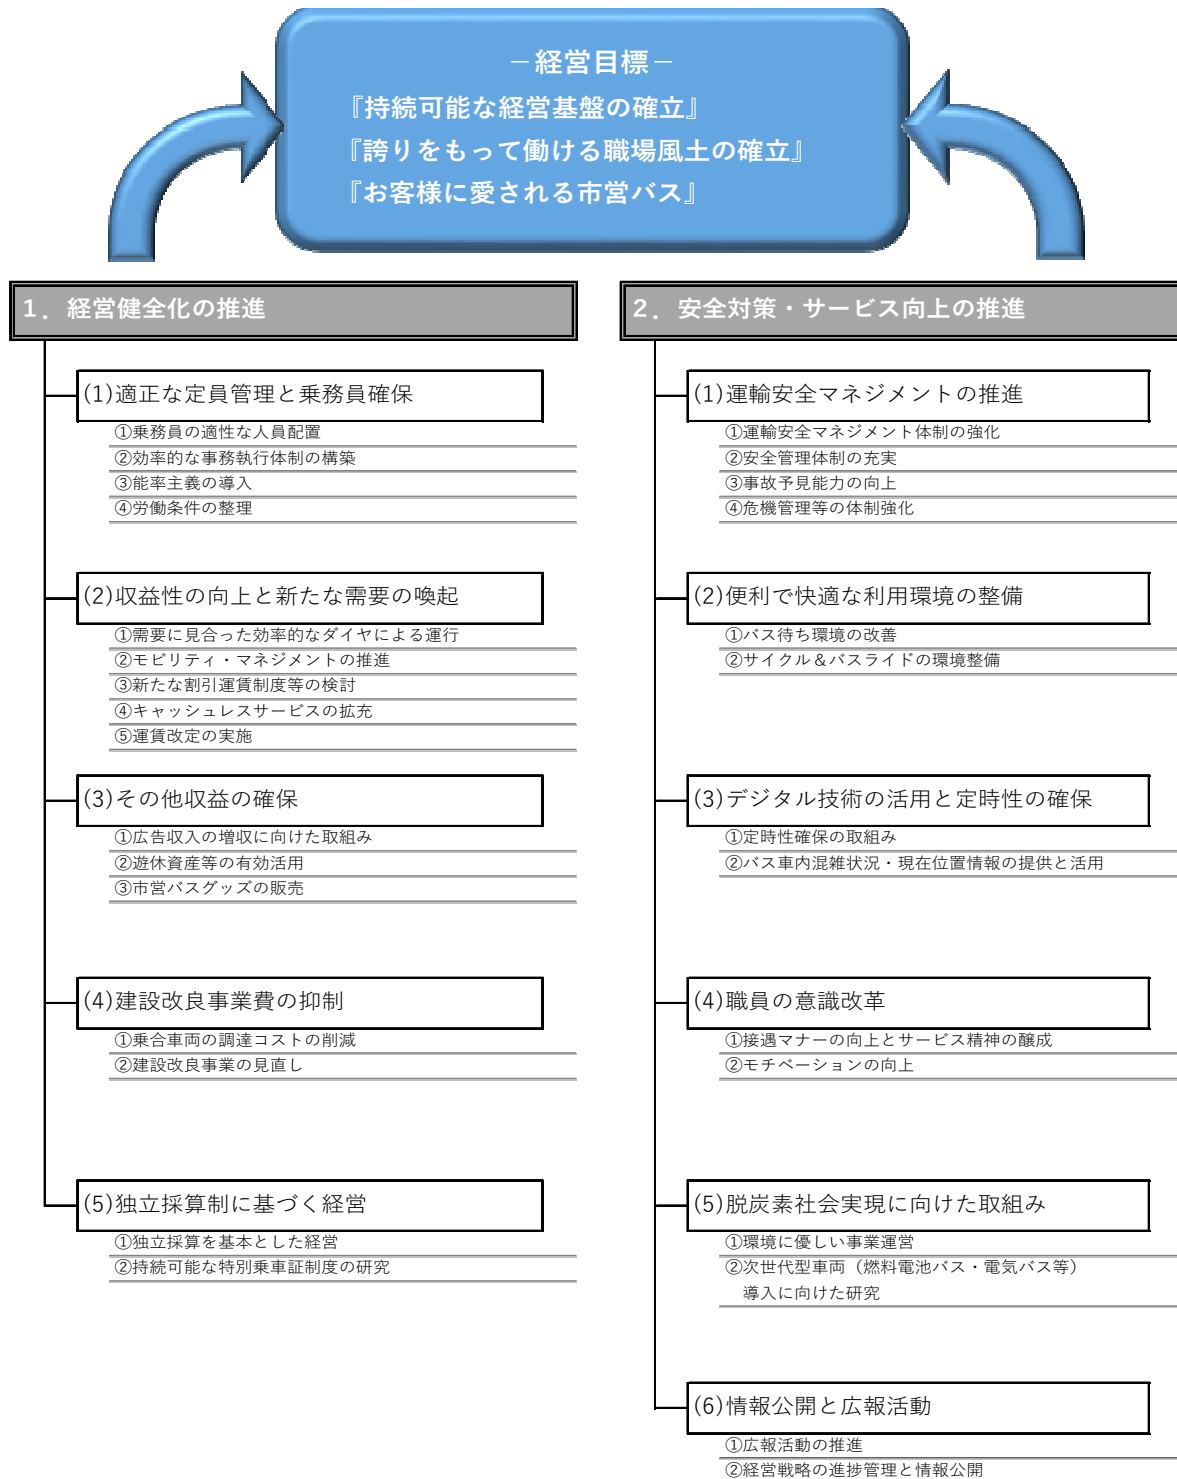 －経営目標－
『持続可能な経営基盤の確立』
『誇りをもって働ける職場風土の確立』
『お客様に愛される市営バス』
1．経営健全化の推進
(1)適正な定員管理と乗務員確保
①乗務員の適性な人員配置
②効率的な事務執行体制の構築
③能率主義の導入
④労働条件の整理
(2)収益性の向上と新たな需要の喚起
①需要に見合った効率的なダイヤによる運行
②モビリティ・マネジメントの推進
③新たな割引運賃制度等の検討
④キャッシュレスサービスの拡充
⑤運賃改定の実施
(3)その他収益の確保
①広告収入の増収に向けた取組み
②遊休資産等の有効活用
③市営バスグッズの販売
(4)建設改良事業費の抑制
①乗合車両の調達コストの削減
②建設改良事業の見直し
(5)独立採算制に基づく経営
①独立採算を基本とした経営
②持続可能な特別乗車証制度の研究
2．安全対策・サービス向上の推進
(1)運輸安全マネジメントの推進
①運輸安全マネジメント体制の強化
②安全管理体制の充実
③事故予見能力の向上
④危機管理等の体制強化
(2)便利で快適な利用環境の整備
①バス待ち環境の改善
②サイクル＆バスライドの環境整備
(3)デジタル技術の活用と定時性の確保
①定時性確保の取組み
②バス車内混雑状況・現在位置情報の提供と活用
(4)職員の意識改革
①接遇マナーの向上とサービス精神の醸成
②モチベーションの向上
(5)脱炭素社会実現に向けた取組み
①環境に優しい事業運営
②次世代型車両（燃料電池バス・電気バス等）
導入に向けた研究
(6)情報公開と広報活動
①広報活動の推進
②経営戦略の進捗管理と情報公開